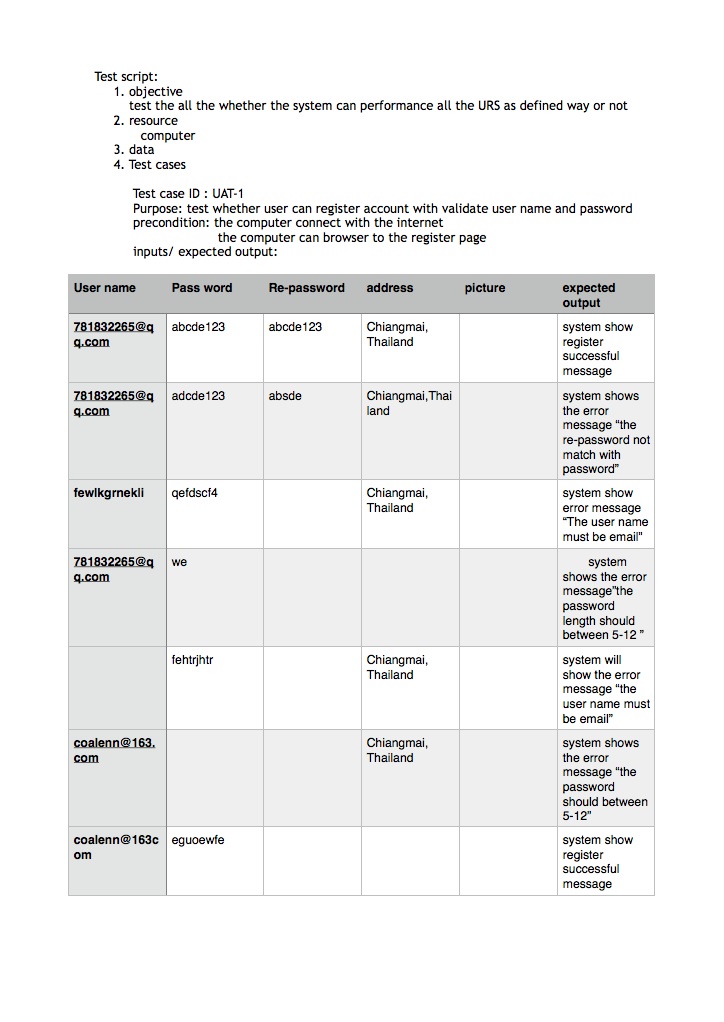 Test script:
1. objective
test the all the whether the system can performance all the URS as defined way or not
2. resource
computer
3. data
4. Test cases
Test case ID : UAT-1
Purpose: test whether user can register account with validate user name and password
precondition: the computer connect with the internet
the computer can browser to the register page
inputs/ expected output:
User name Pass word Re-password address picture expected
output
781832265@q abcde123 abcde123 Chiangmai, system show
q.com Thailand register
successful
message
781832265@q adcde123 absde Chiangmai,Thai system shows
q.com land the error
message “the
re-password not
match with
password”
fewlkgrnekli qefdscf4 Chiangmai, system show
Thailand error message
“The user name
must be email”
781832265@q we system
q.com shows the error
message”the
password
length should
between 5-12 ”
fehtrjhtr Chiangmai, system will
Thailand show the error
message “the
user name must
be email”
coalenn@163. Chiangmai, system shows
com Thailand the error
message “the
password
should between
5-12”
coalenn@163c eguoewfe system show
om register
successful
message